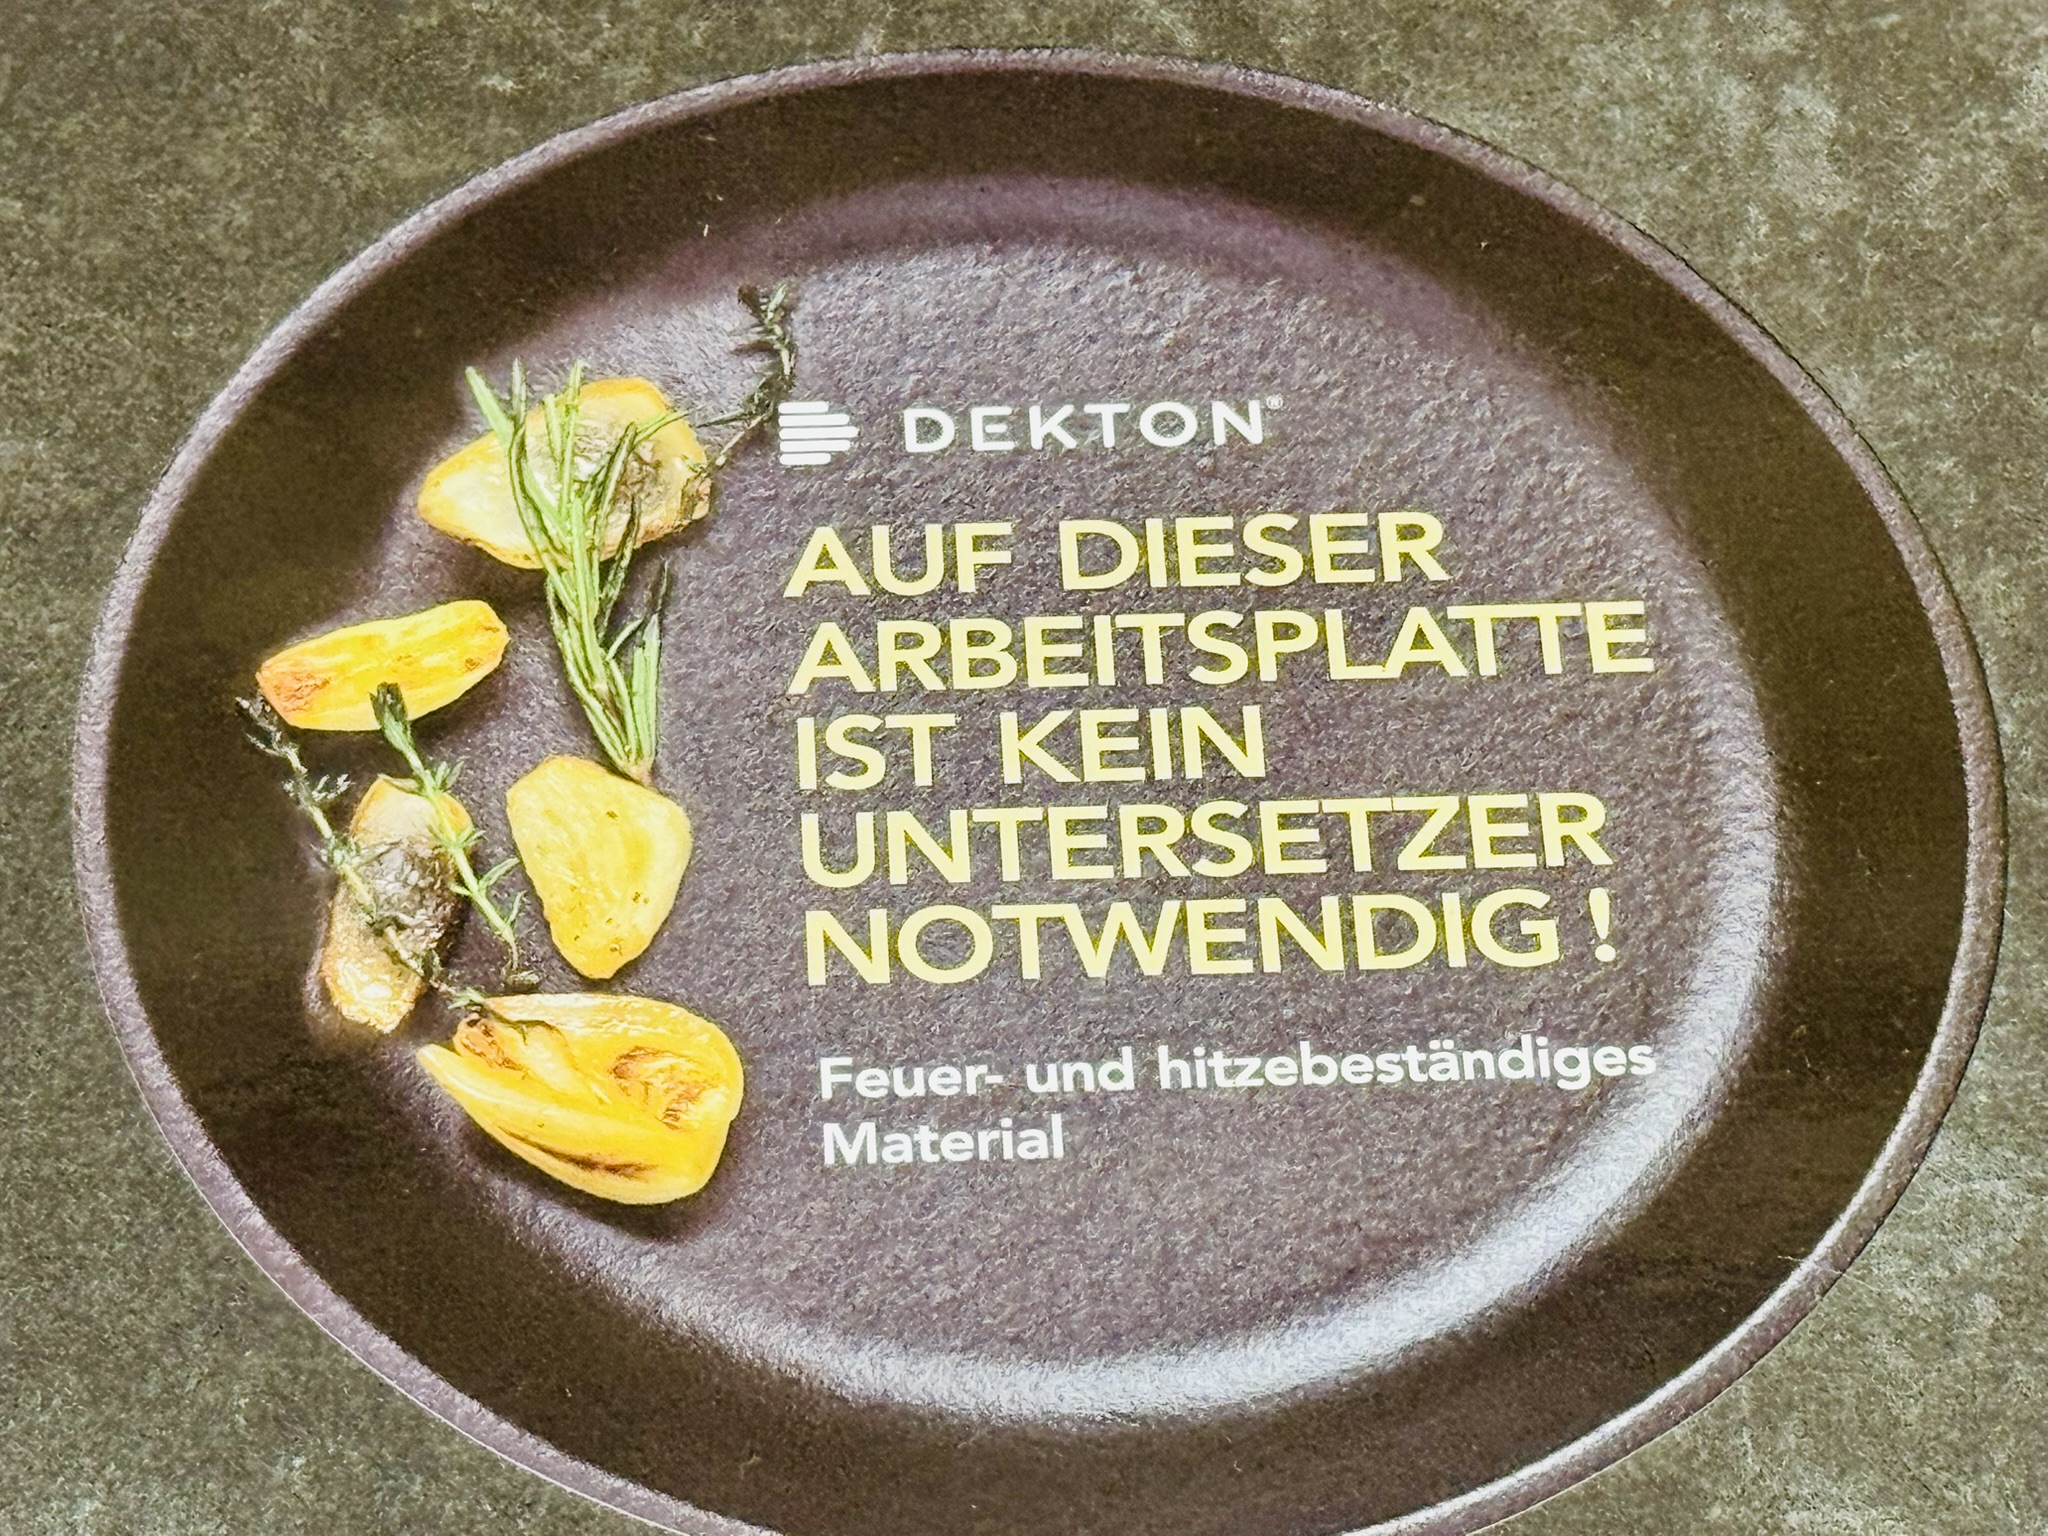 DEKTON®
AUF DIESER
ARBEITSPLATTE
IST KEIN
UNTERSETZER
NOTWENDIG !
Feuer- und hitzebeständiges
Material